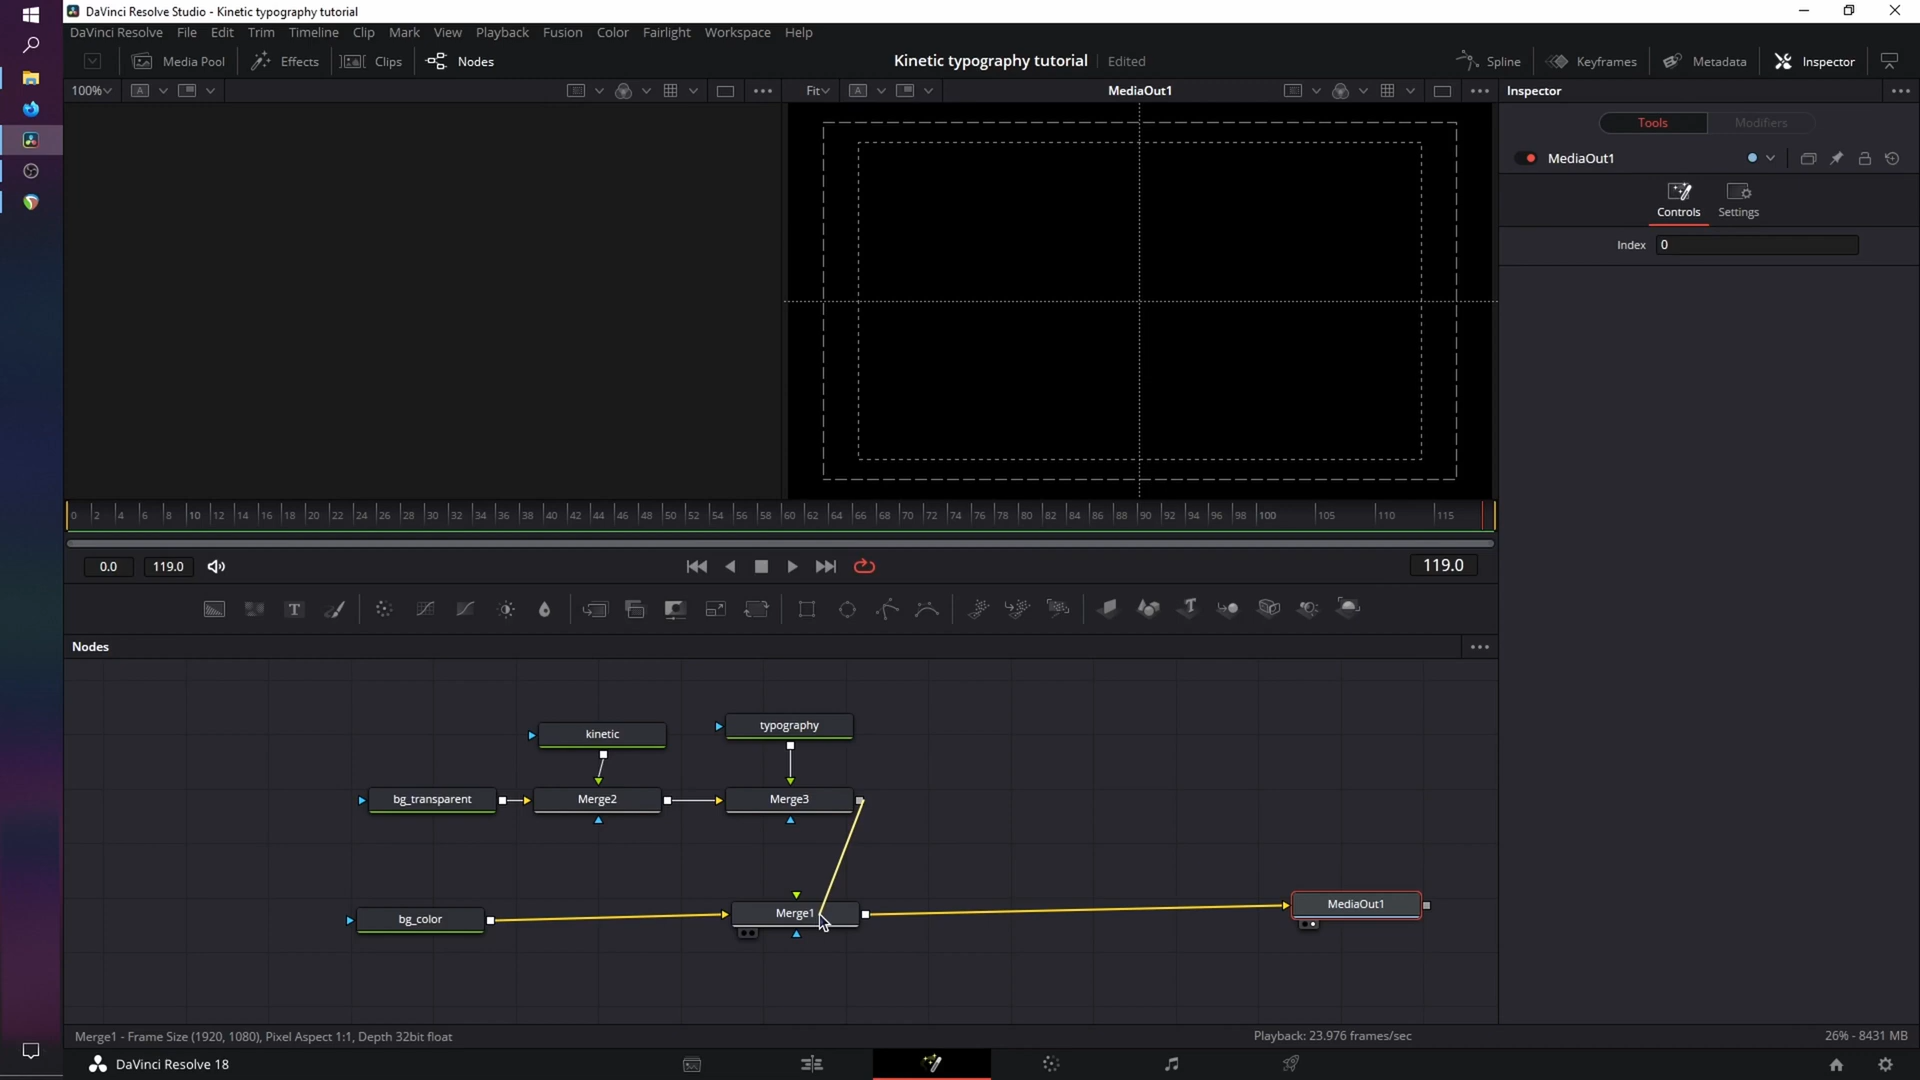 DaVinci Resolve Studio - Kinetic typography tutorial
DaVinci Resolve File Edit Trim Timeline Clip Mark View Playback Fusion Color Fairlight Workspace Help
Media Pool Effects Clips Nodes Kinetic typography tutorial Edited Spline Keyframes Metadata Inspector
100% A Fit A MediaOut1 Inspector
Tools Modifiers
MediaOut1
Controls Settings
Index 0
0 2 4 6 8 10 12 14 16 18 20 22 24 26 28 30 32 34 36 38 40 42 44 46 48 50 52 54 56 58 60 62 64 66 68 70 72 74 76 78 80 82 84 86 88 90 92 94 96 98 100 105 110 115
0.0 119.0 119.0
T T
Nodes
kinetic typography
bg_transparent Merge2 Merge3
bg_color Merge1 MediaOut1
Merge1 - Frame Size (1920, 1080), Pixel Aspect 1:1, Depth 32bit float Playback: 23.976 frames/sec 26% - 8431 MB
DaVinci Resolve 18